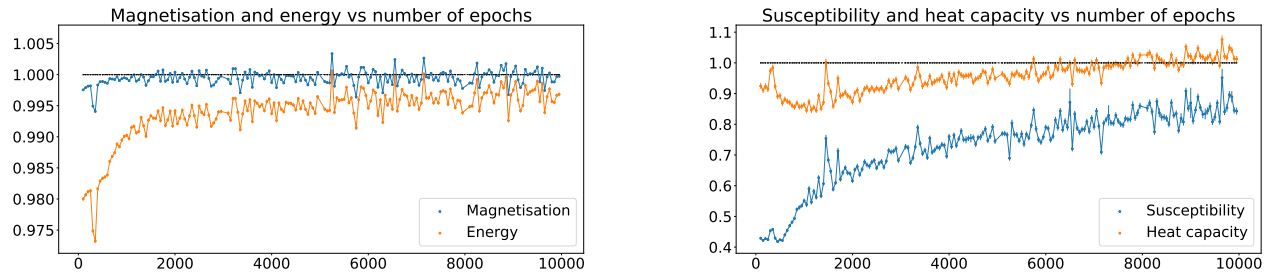 Magnetisation and energy vs number of epochs
1.005
1.000
0.995
0.990
0.985
0.980
0.975
Magnetisation
Energy
0 2000 4000 6000 8000 10000
Susceptibility and heat capacity vs number of epochs
1.1
1.0
0.9
0.8
0.7
0.6
0.5
0.4
Susceptibility
Heat capacity
0 2000 4000 6000 8000 10000